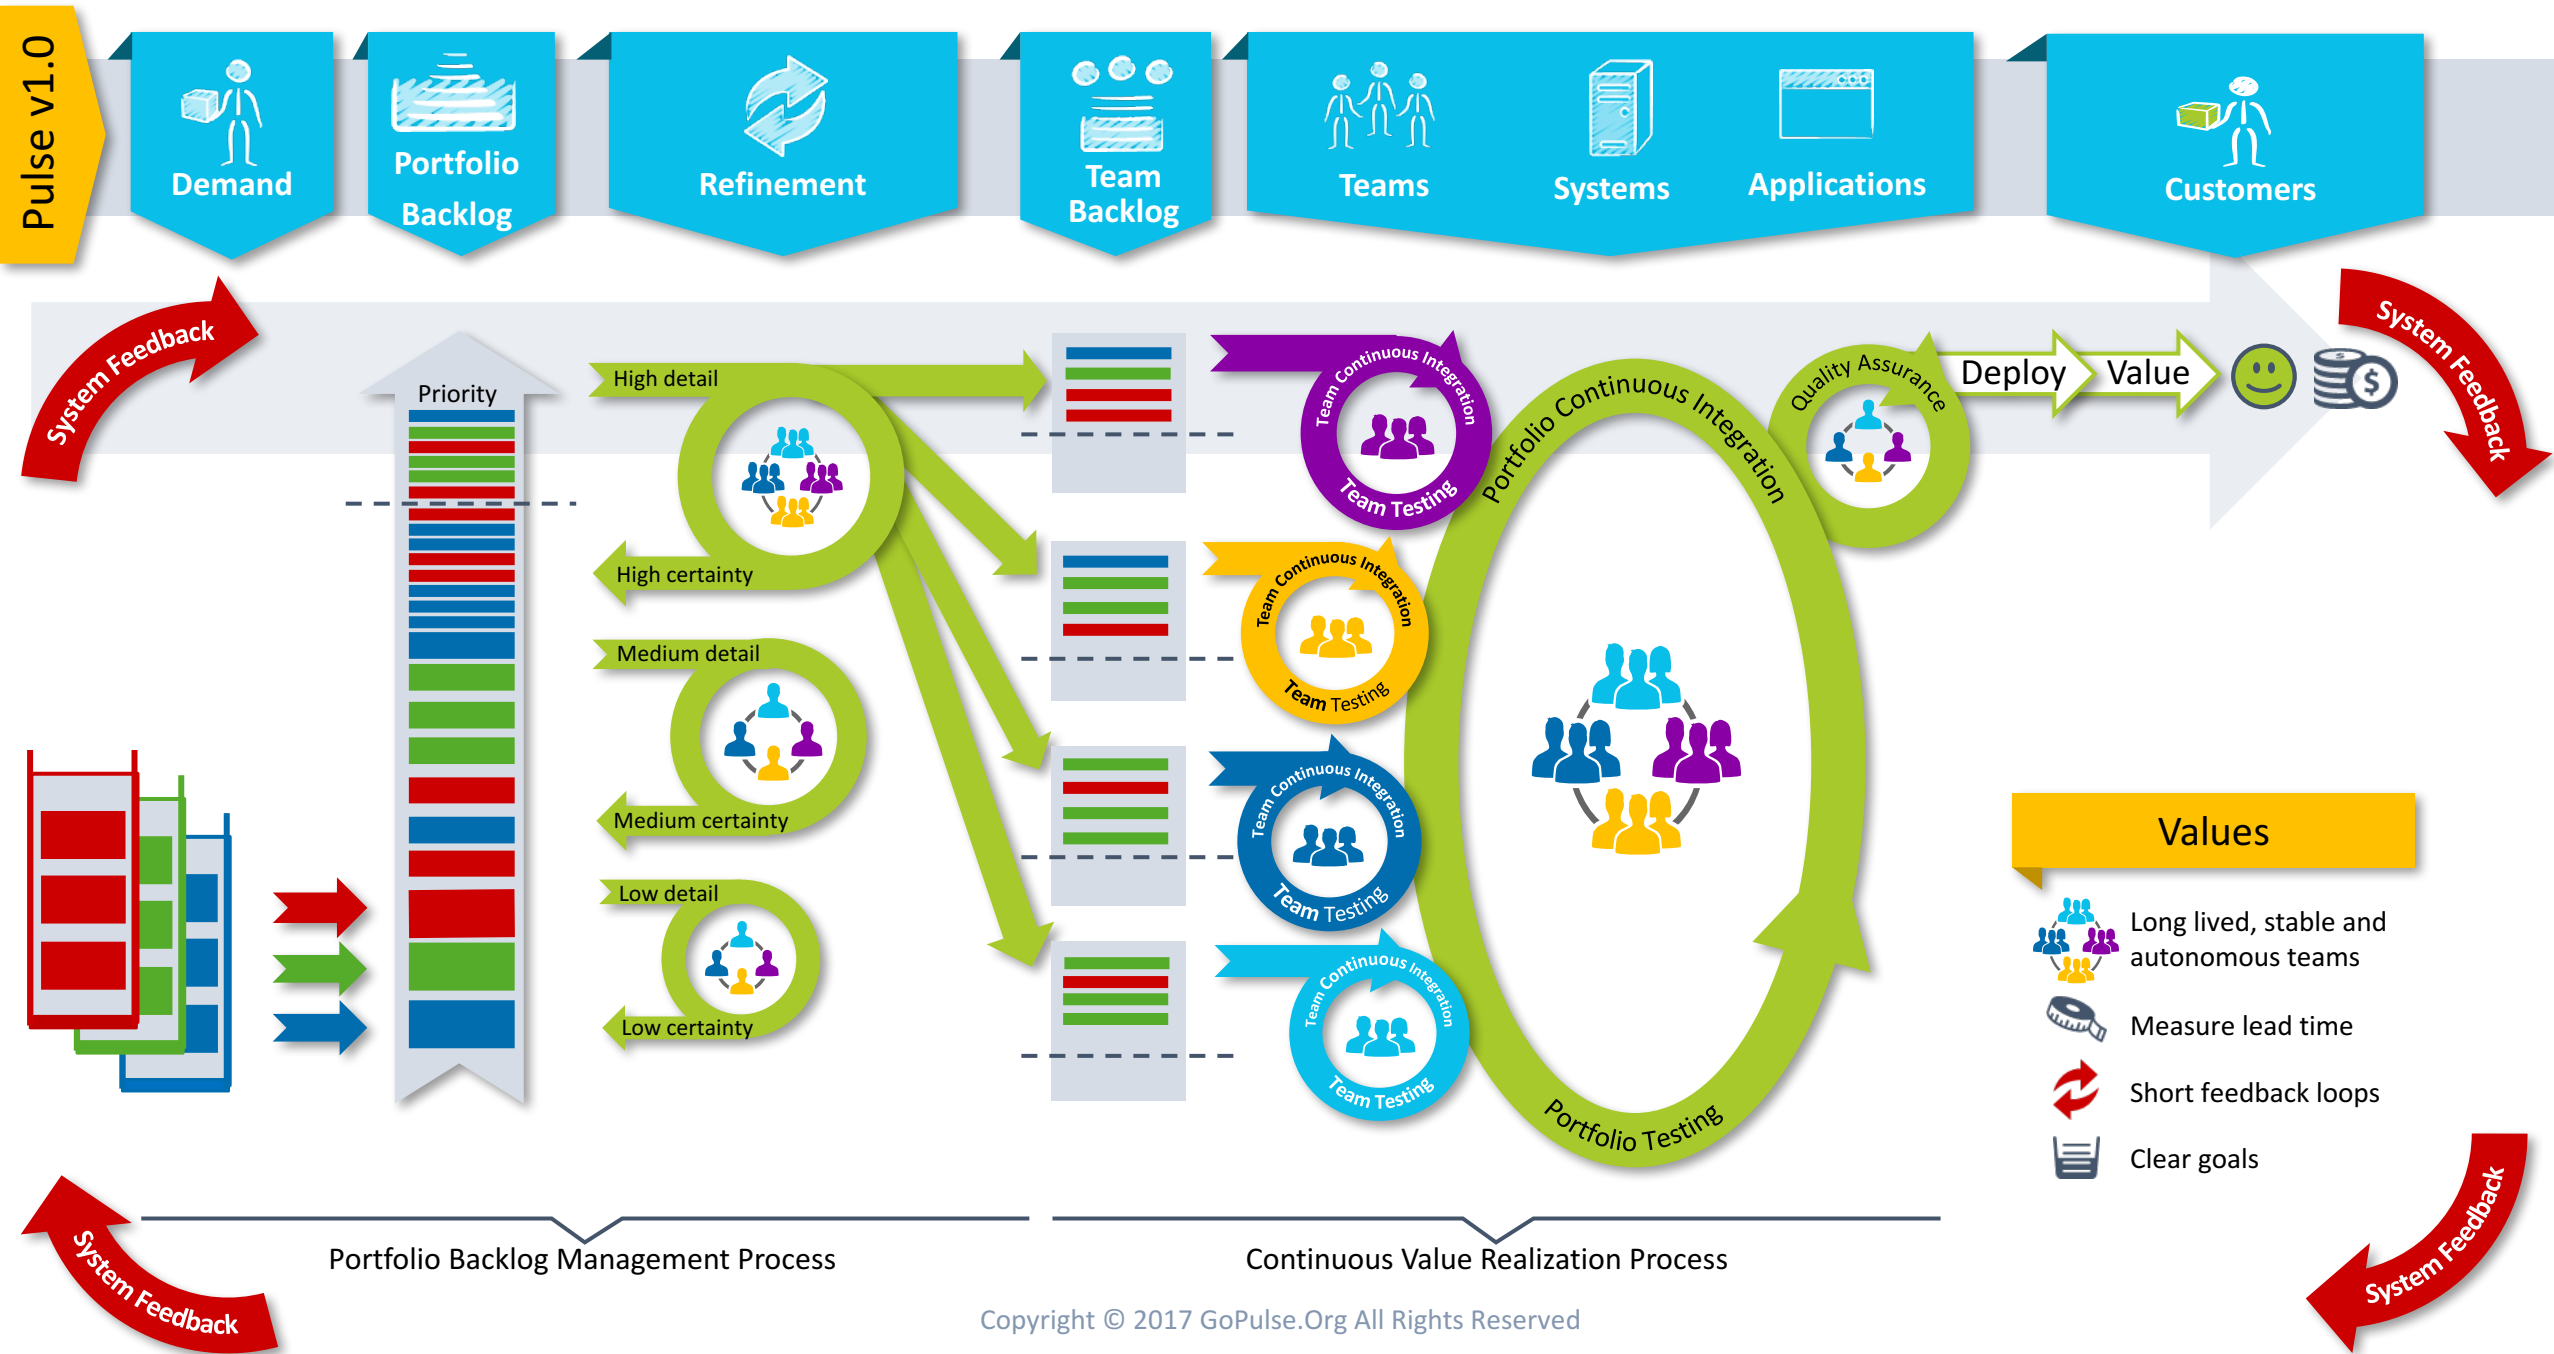 Pulse v1.0
Demand
Portfolio
Backlog
Refinement
Team
Backlog
Teams
Systems
Applications
Customers
System Feedback
System Feedback
Priority
High detail
High certainty
Medium detail
Medium certainty
Low detail
Low certainty
Team Continuous Integration
Team Testing
Team Continuous Integration
Team Testing
Team Continuous Integration
Team Testing
Team Continuous Integration
Team Testing
Portfolio Continuous Integration
Portfolio Testing
Quality Assurance
Deploy
Value
$
Values
Long lived, stable and
autonomous teams
Measure lead time
Short feedback loops
Clear goals
System Feedback
System Feedback
Portfolio Backlog Management Process
Continuous Value Realization Process
Copyright © 2017 GoPulse.Org All Rights Reserved